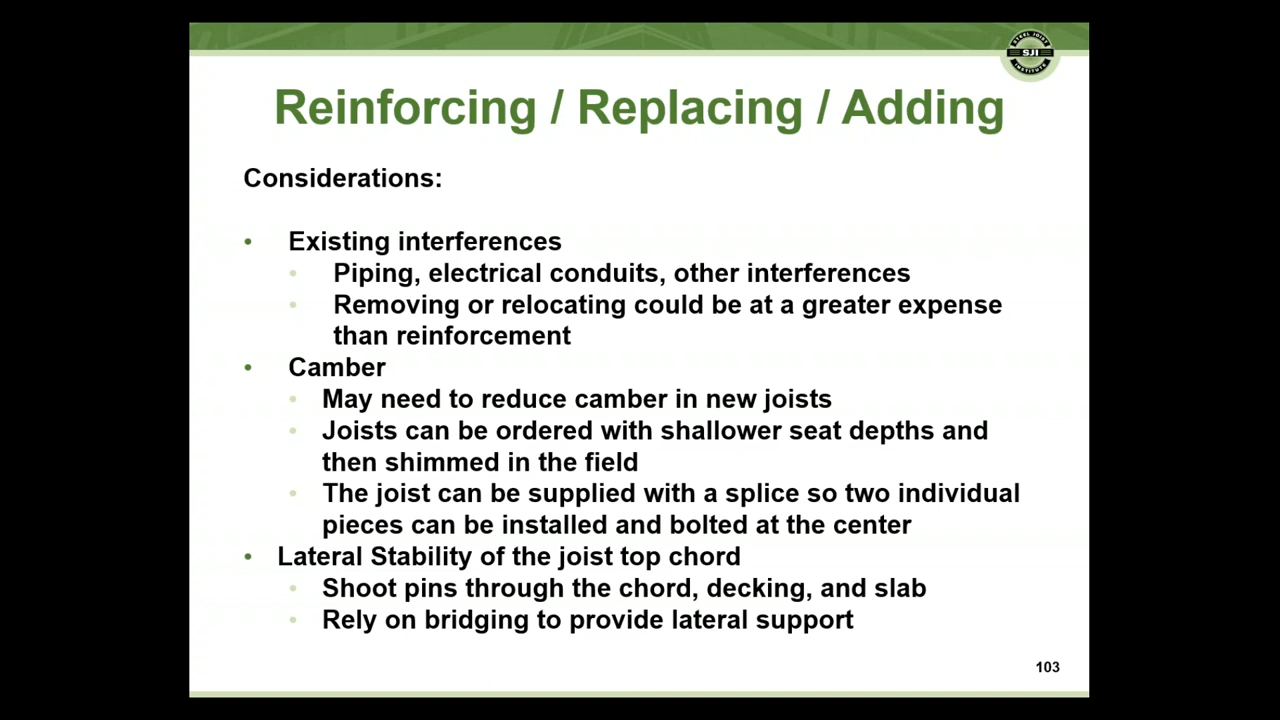 STEEL JOIST
SJI
INSTITUTE
Reinforcing / Replacing / Adding
Considerations:
• Existing interferences
• Piping, electrical conduits, other interferences
• Removing or relocating could be at a greater expense
than reinforcement
• Camber
• May need to reduce camber in new joists
• Joists can be ordered with shallower seat depths and
then shimmed in the field
• The joist can be supplied with a splice so two individual
pieces can be installed and bolted at the center
• Lateral Stability of the joist top chord
• Shoot pins through the chord, decking, and slab
• Rely on bridging to provide lateral support
103